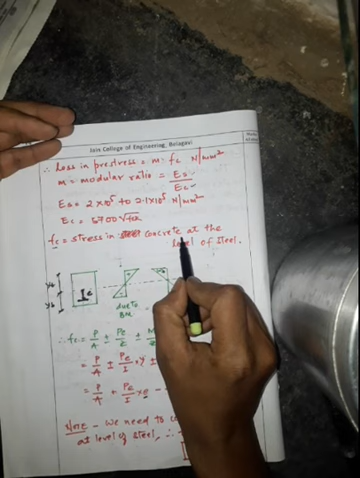 Jain College of Engineering, Belagavi
∴ Loss in prestress = m · fc N/mm²
m = modular ratio = Es/Ec
Es = 2×10⁵ to 2.1×10⁵ N/mm²
Ec = 5700√fck
fc = stress in concrete at the
level of steel.
due to
BM
∴ fc = P/A ± Pe/Z ±
= P/A ± Pe/I × y ±
= P/A + Pe/I × e -
Note - we need to
at level of steel, ∴